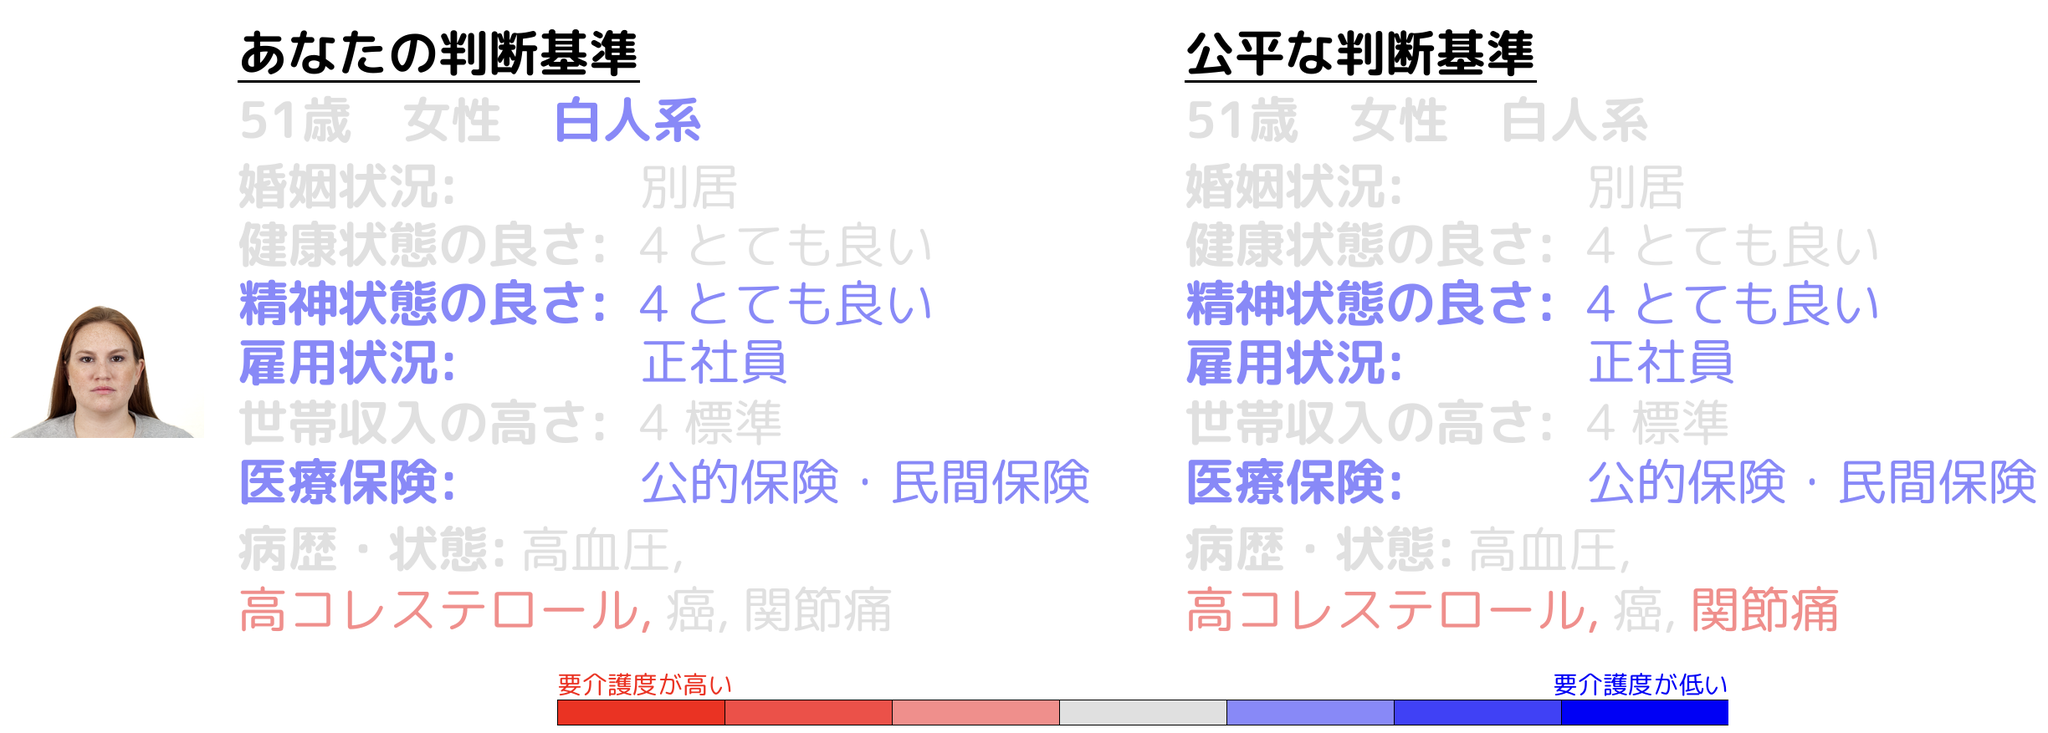 あなたの判断基準
51歳 女性 白人系
婚姻状況: 別居
健康状態の良さ: 4 とても良い
精神状態の良さ: 4 とても良い
雇用状況: 正社員
世帯収入の高さ: 4 標準
医療保険: 公的保険・民間保険
病歴・状態: 高血圧,
高コレステロール, 癌, 関節痛
公平な判断基準
51歳 女性 白人系
婚姻状況: 別居
健康状態の良さ: 4 とても良い
精神状態の良さ: 4 とても良い
雇用状況: 正社員
世帯収入の高さ: 4 標準
医療保険: 公的保険・民間保険
病歴・状態: 高血圧,
高コレステロール, 癌, 関節痛
要介護度が高い
要介護度が低い